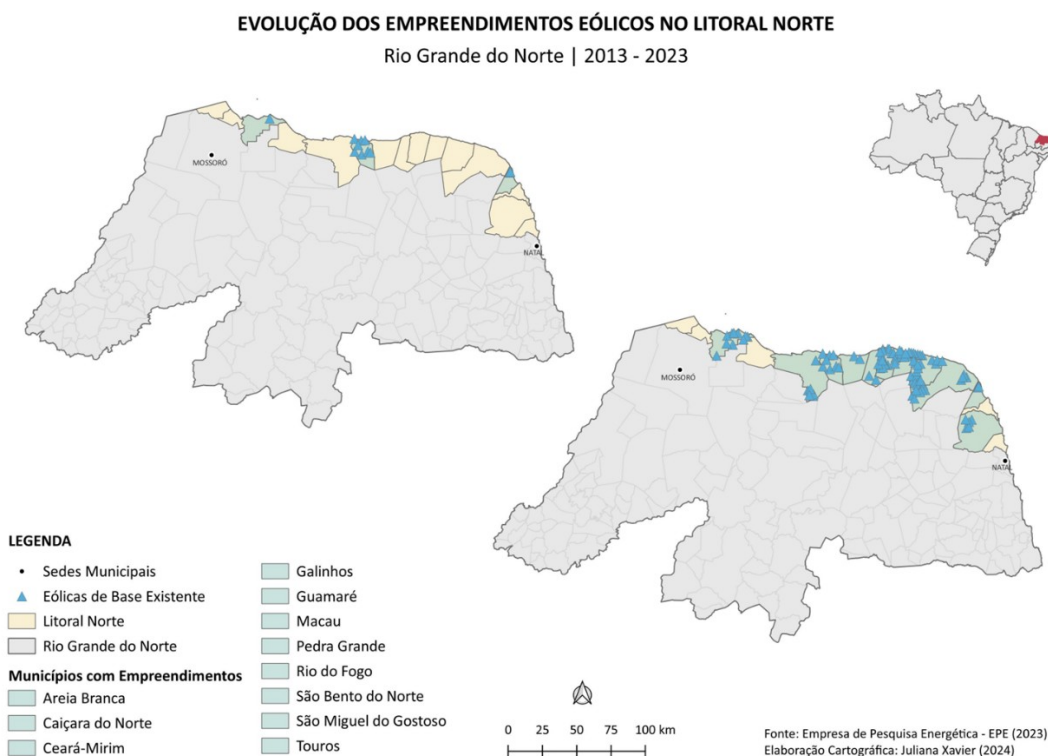 EVOLUÇÃO DOS EMPREENDIMENTOS EÓLICOS NO LITORAL NORTE
Rio Grande do Norte | 2013 - 2023
MOSSORÓ
NATAL
MOSSORÓ
NATAL
LEGENDA
Sedes Municipais
Eólicas de Base Existente
Litoral Norte
Rio Grande do Norte
Municípios com Empreendimentos
Areia Branca
Caiçara do Norte
Ceará-Mirim
Galinhos
Guamaré
Macau
Pedra Grande
Rio do Fogo
São Bento do Norte
São Miguel do Gostoso
Touros
0 25 50 75 100 km
Fonte: Empresa de Pesquisa Energética - EPE (2023)
Elaboração Cartográfica: Juliana Xavier (2024)